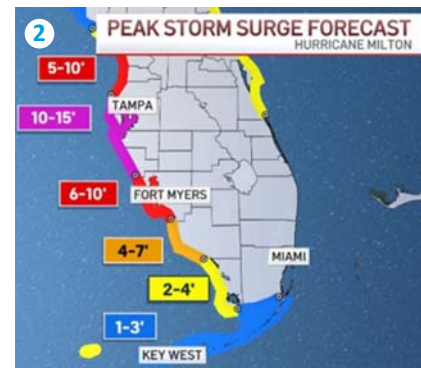 2
PEAK STORM SURGE FORECAST
HURRICANE MILTON
5-10'
TAMPA
10-15'
6-10'
FORT MYERS
4-7'
MIAMI
2-4'
1-3'
KEY WEST